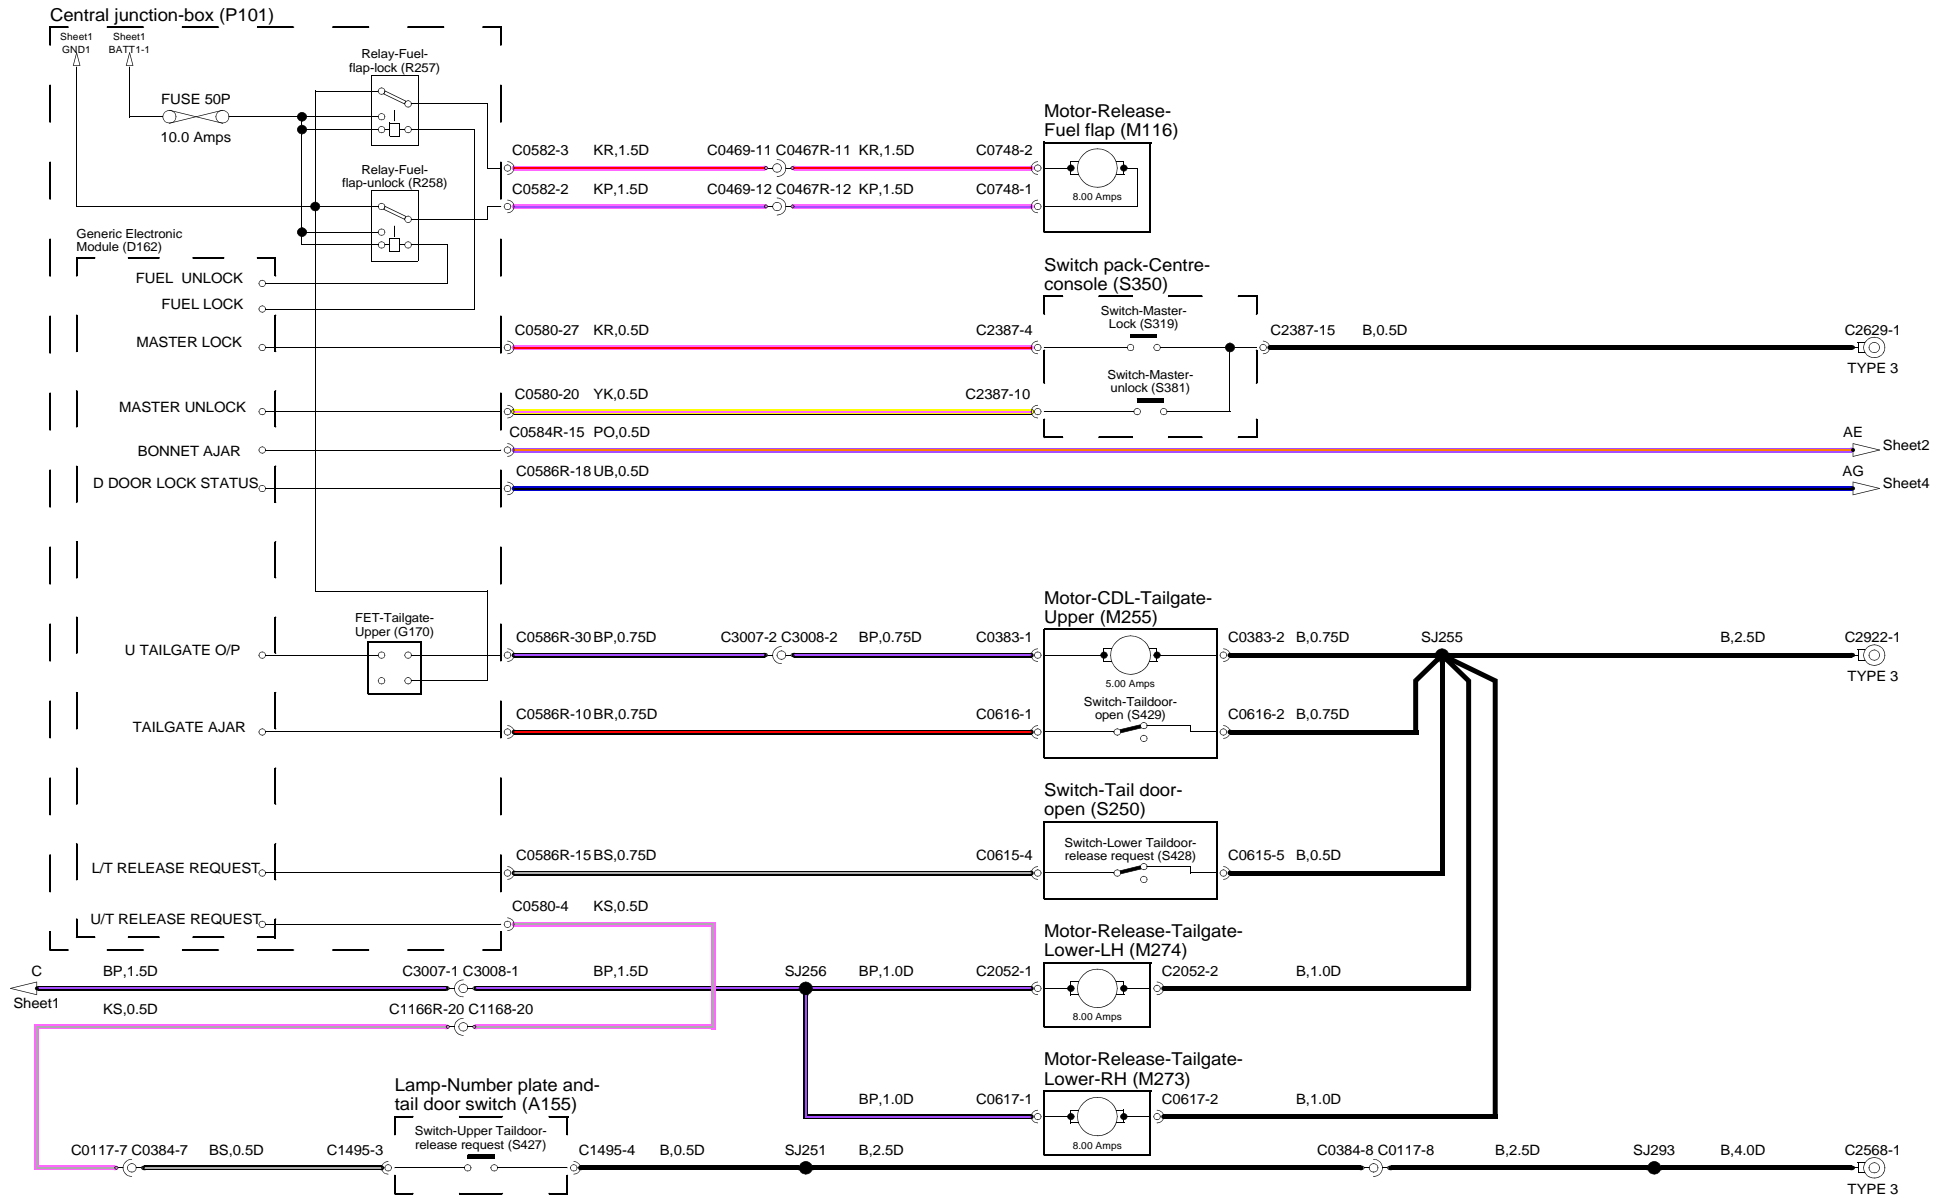 Central junction-box (P101)
Sheet1
GND1
Sheet1
BATT1-1
Relay-Fuel-
flap-lock (R257)
FUSE 50P
10.0 Amps
Relay-Fuel-
flap-unlock (R258)
Generic Electronic
Module (D162)
FUEL UNLOCK
FUEL LOCK
MASTER LOCK
MASTER UNLOCK
BONNET AJAR
D DOOR LOCK STATUS
U TAILGATE O/P
TAILGATE AJAR
L/T RELEASE REQUEST
U/T RELEASE REQUEST
FET-Tailgate-
Upper (G170)
C0582-3 KR,1.5D C0469-11 C0467R-11 KR,1.5D C0748-2
C0582-2 KP,1.5D C0469-12 C0467R-12 KP,1.5D C0748-1
Motor-Release-
Fuel flap (M116)
8.00 Amps
Switch pack-Centre-
console (S350)
Switch-Master-
Lock (S319)
C0580-27 KR,0.5D C2387-4
C2387-15 B,0.5D C2629-1
TYPE 3
Switch-Master-
unlock (S381)
C0580-20 YK,0.5D C2387-10
C0584R-15 PO,0.5D AE
Sheet2
C0586R-18 UB,0.5D AG
Sheet4
Motor-CDL-Tailgate-
Upper (M255)
C0586R-30 BP,0.75D C3007-2 C3008-2 BP,0.75D C0383-1
C0383-2 B,0.75D SJ255 B,2.5D C2922-1
TYPE 3
5.00 Amps
Switch-Taildoor-
open (S429)
C0586R-10 BR,0.75D C0616-1
C0616-2 B,0.75D
Switch-Tail door-
open (S250)
Switch-Lower Taildoor-
release request (S428)
C0586R-15 BS,0.75D C0615-4
C0615-5 B,0.5D
C0580-4 KS,0.5D
Motor-Release-Tailgate-
Lower-LH (M274)
C BP,1.5D C3007-1 C3008-1 BP,1.5D SJ256 BP,1.0D C2052-1
C2052-2 B,1.0D
Sheet1
8.00 Amps
KS,0.5D C1166R-20 C1168-20
Motor-Release-Tailgate-
Lower-RH (M273)
BP,1.0D C0617-1
C0617-2 B,1.0D
8.00 Amps
Lamp-Number plate and-
tail door switch (A155)
Switch-Upper Taildoor-
release request (S427)
C0117-7 C0384-7 BS,0.5D C1495-3
C1495-4 B,0.5D SJ251 B,2.5D C0384-8 C0117-8 B,2.5D SJ293 B,4.0D C2568-1
TYPE 3